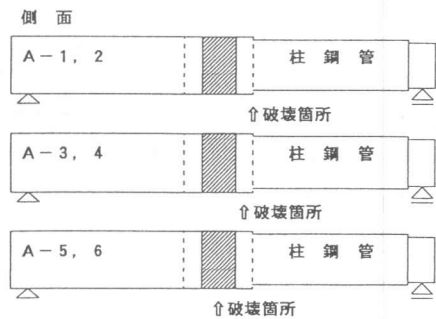 側　面
A－1，2　柱　鋼　管
⇧破壊箇所
A－3，4　柱　鋼　管
⇧破壊箇所
A－5，6　柱　鋼　管
⇧破壊箇所